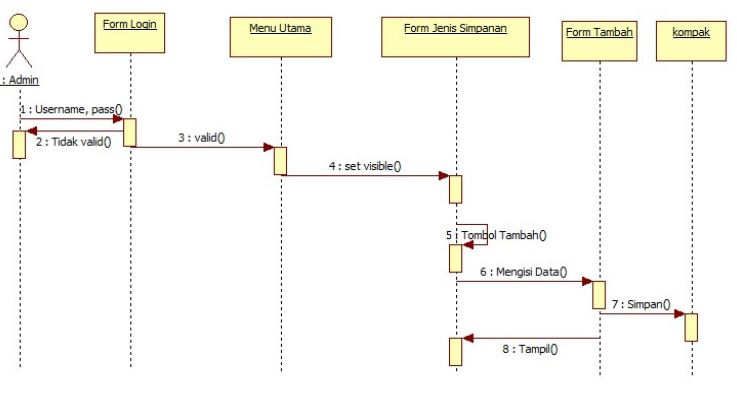 Form Login
Menu Utama
Form Jenis Simpanan
Form Tambah
kompak
: Admin
1 : Username, pass()
2 : Tidak valid()
3 : valid()
4 : set visible()
5 : Tombol Tambah()
6 : Mengisi Data()
7 : Simpan()
8 : Tampil()